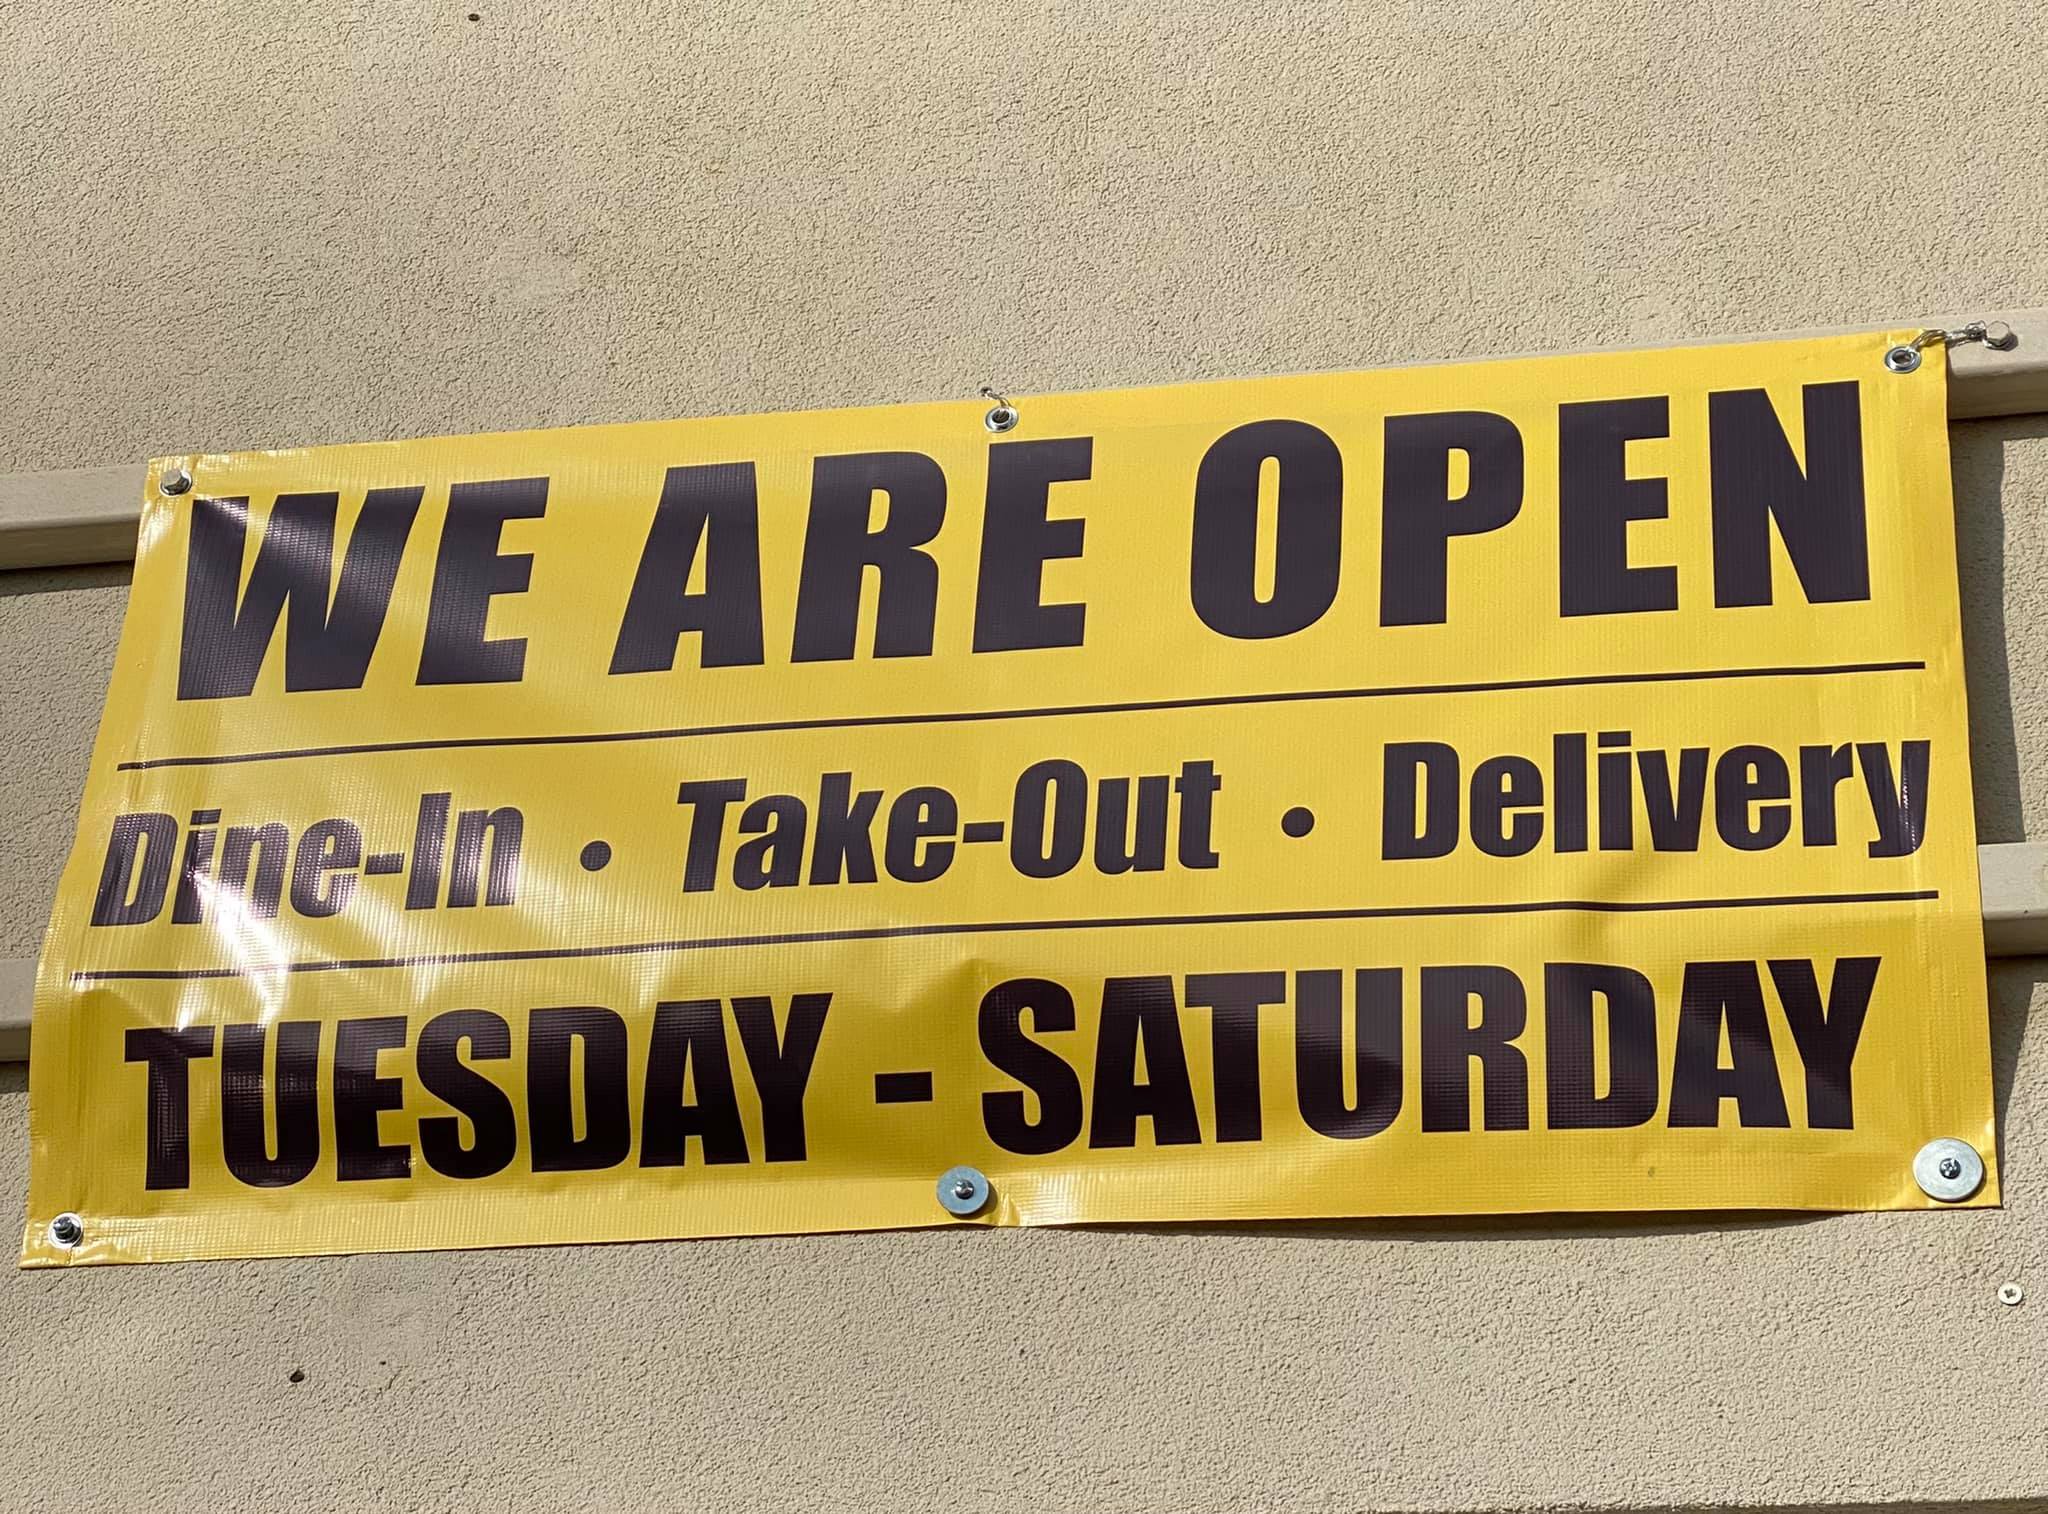 WE ARE OPEN
Dine-In • Take-Out • Delivery
TUESDAY - SATURDAY